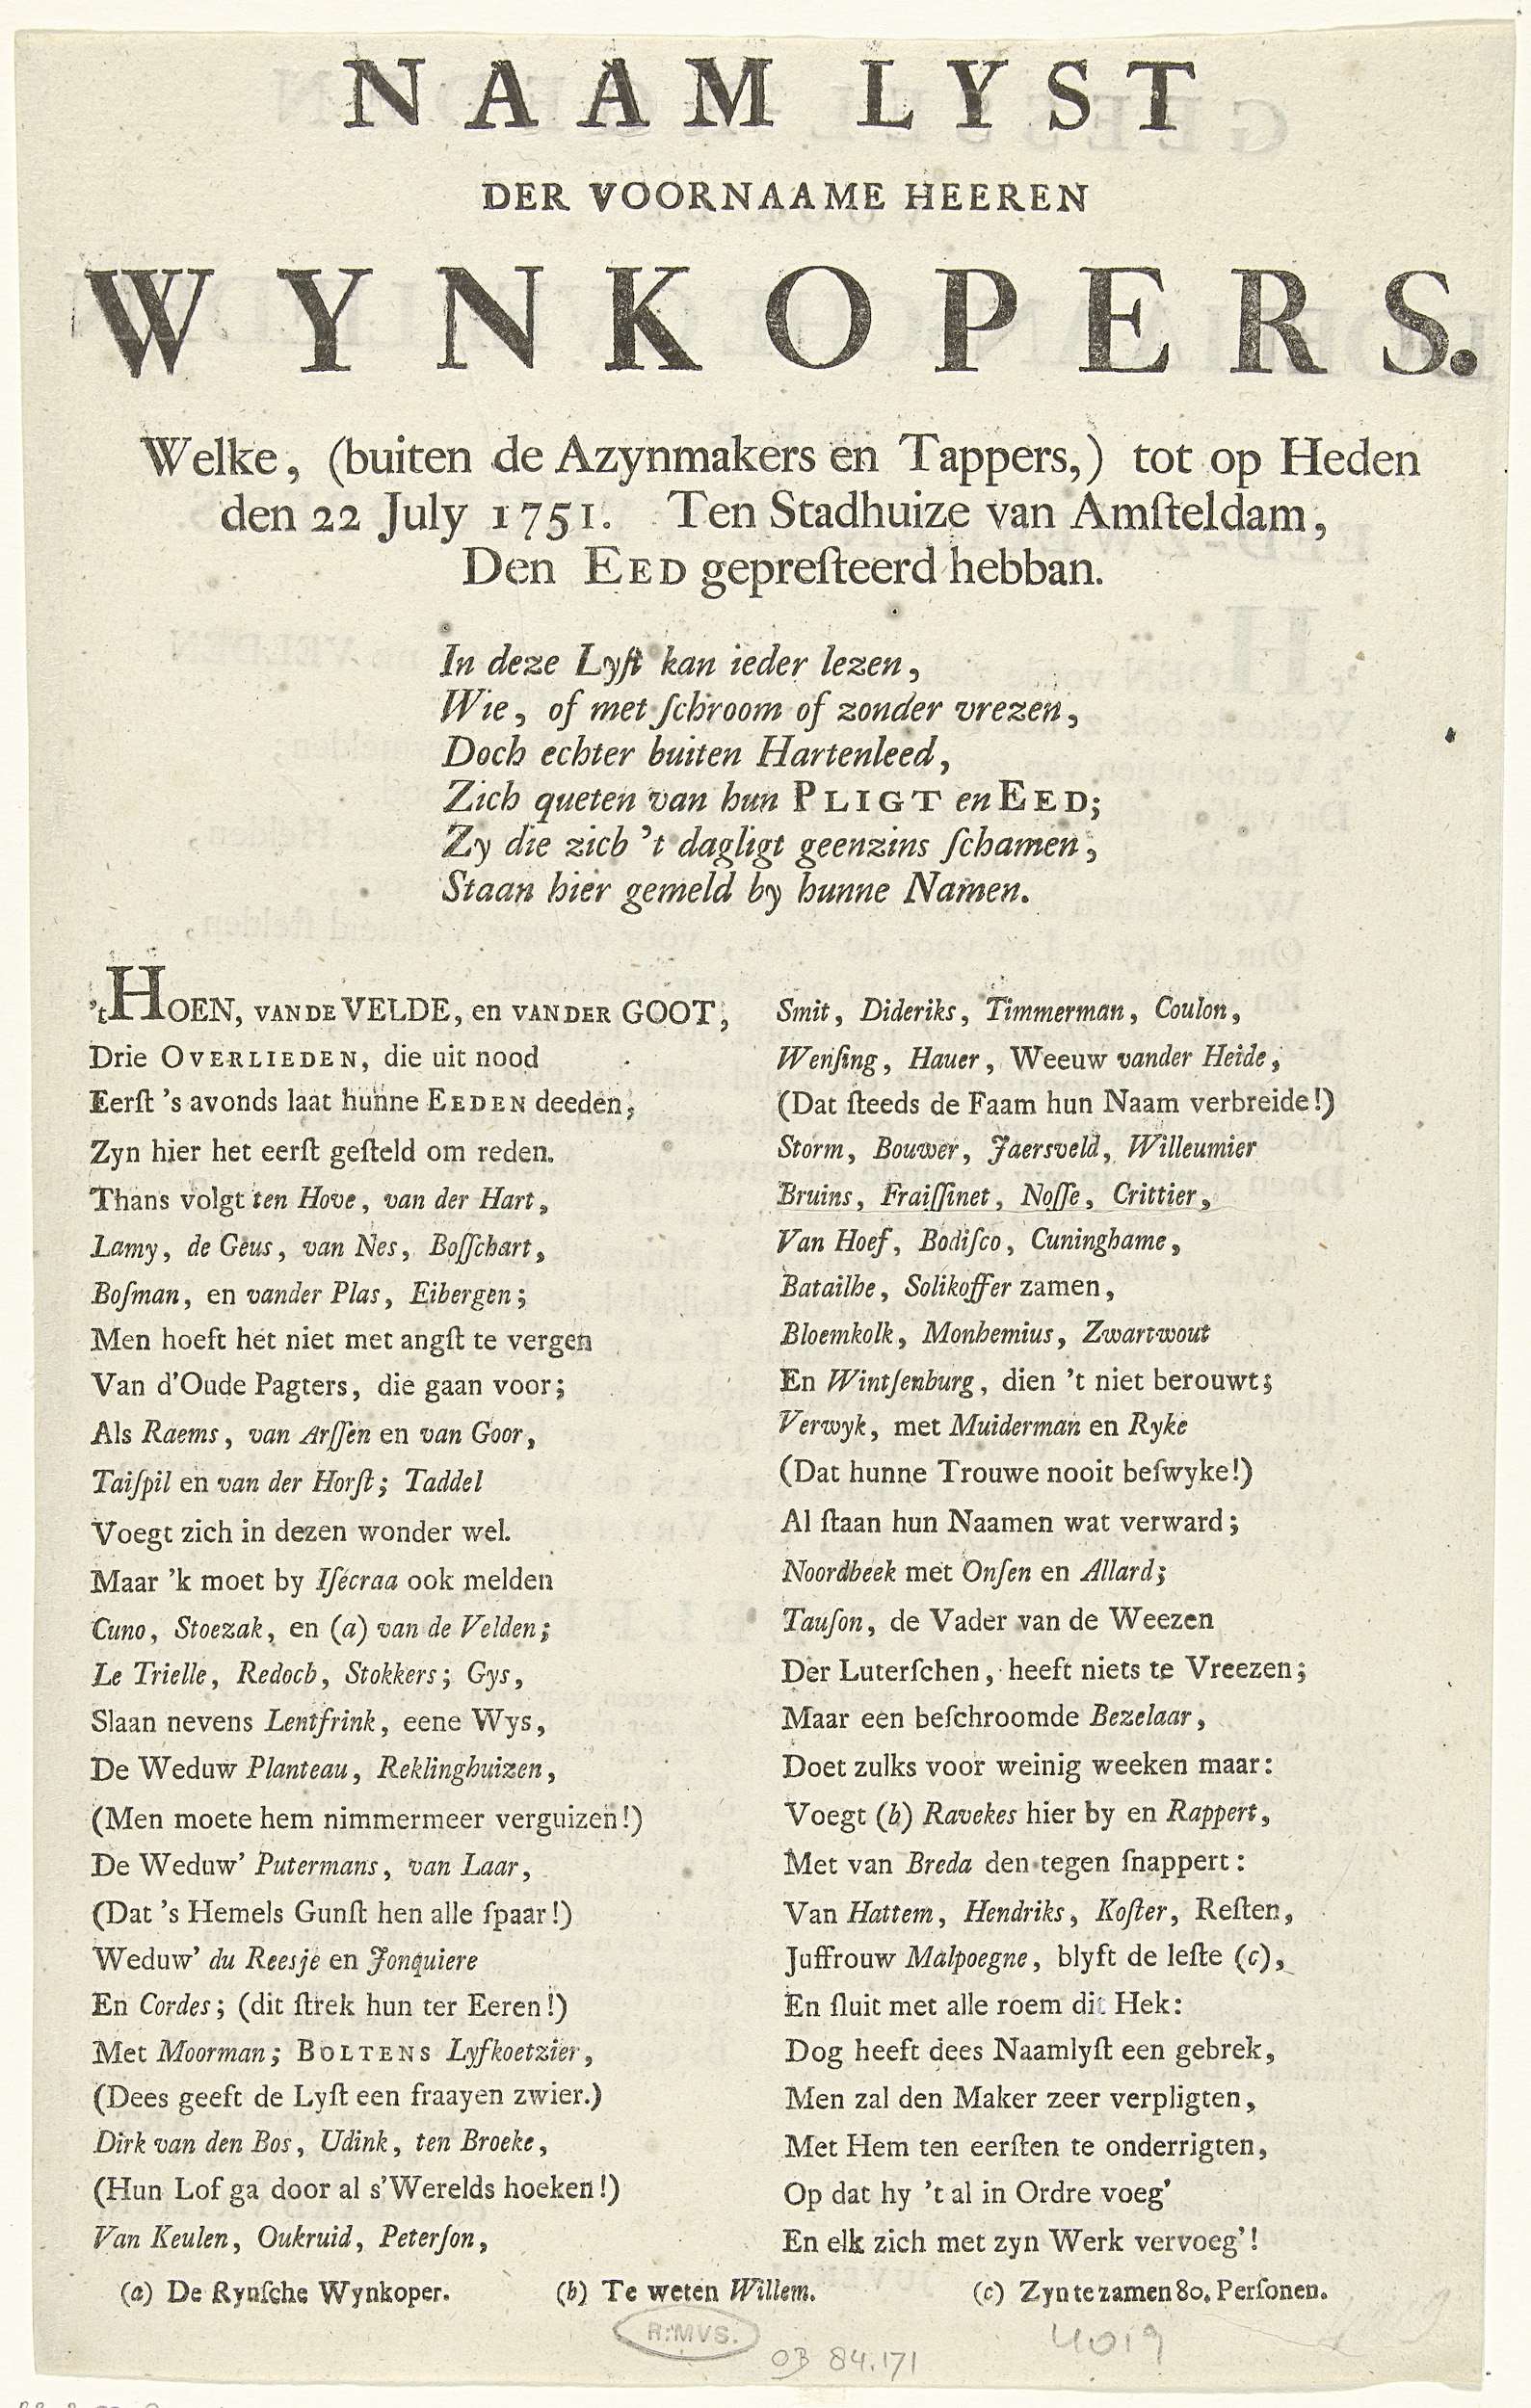 NAAM LYST
DER VOORNAAME HEEREN
WYNKOPERS.
Welke, (buiten de Azynmakers en Tappers,) tot op Heden
den 22 July 1751. Ten Stadhuize van Amſteldam,
Den EED gepreſteerd hebban.
In deze Lyſt kan ieder lezen,
Wie, of met ſchroom of zonder vrezen,
Doch echter buiten Hartenleed,
Zich queten van hun PLIGT en EED;
Zy die zich 't dagligt geenzins ſchamen,
Staan hier gemeld by hunne Namen.
'tHOEN, VANDE VELDE, en VANDER GOOT,
Drie OVERLIEDEN, die uit nood
Eerſt 's avonds laat hunne EEDEN deeden,
Zyn hier het eerſt geſteld om reden.
Thans volgt ten Hove, van der Hart,
Lamy, de Geus, van Nes, Boſſchart,
Boſman, en vander Plas, Eibergen;
Men hoeft het niet met angſt te vergen
Van d'Oude Pagters, die gaan voor;
Als Raems, van Arſſen en van Goor,
Taiſpil en van der Horſt; Taddel
Voegt zich in dezen wonder wel.
Maar 'k moet by Iſécraa ook melden
Cuno, Stoezak, en (a) van de Velden;
Le Trielle, Redoch, Stokkers; Gys,
Slaan nevens Lentfrink, eene Wys,
De Weduw Planteau, Reklinghuizen,
(Men moete hem nimmermeer verguizen!)
De Weduw' Putermans, van Laar,
(Dat 's Hemels Gunſt hen alle ſpaar!)
Weduw' du Reesje en Jonquiere
En Cordes; (dit ſtrek hun ter Eeren!)
Met Moorman; BOLTENS Lyfkoetzier,
(Dees geeft de Lyſt een fraayen zwier.)
Dirk van den Bos, Udink, ten Broeke,
(Hun Lof ga door al s'Werelds hoeken!)
Van Keulen, Oukruid, Peterſon,
Smit, Dideriks, Timmerman, Coulon,
Wenſing, Hauer, Weeuw vander Heide,
(Dat ſteeds de Faam hun Naam verbreide!)
Storm, Bouwer, Jaersveld, Willeumier
Bruins, Fraiſſinet, Noſſe, Crittier,
Van Hoef, Bodiſco, Cuninghame,
Batailhe, Solikoffer zamen,
Bloemkolk, Monhemius, Zwartwout
En Wintſenburg, dien 't niet berouwt;
Verwyk, met Muiderman en Ryke
(Dat hunne Trouwe nooit beſwyke!)
Al ſtaan hun Naamen wat verward;
Noordbeek met Onſen en Allard;
Tauſon, de Vader van de Weezen
Der Luterſchen, heeft niets te Vreezen;
Maar een beſchroomde Bezelaar,
Doet zulks voor weinig weeken maar:
Voegt (b) Ravekes hier by en Rappert,
Met van Breda den tegen ſnappert:
Van Hattem, Hendriks, Koſter, Reſten,
Juffrouw Malpoegne, blyft de leſte (c),
En ſluit met alle roem dit Hek:
Dog heeft dees Naamlyſt een gebrek,
Men zal den Maker zeer verpligten,
Met Hem ten eerſten te onderrigten,
Op dat hy 't al in Ordre voeg'
En elk zich met zyn Werk vervoeg'!
(a) De Rynſche Wynkoper. (b) Te weten Willem. (c) Zyn te zamen 80. Perſonen.
R:MVS.
OB 84.171
4019